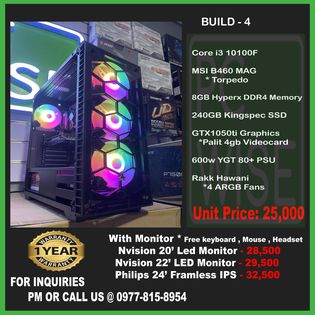 BUILD - 4
Core i3 10100F
MSI B460 MAG
* Torpedo
8GB Hyperx DDR4 Memory
240GB Kingspec SSD
GTX1050ti Graphics
*Palit 4gb Videocard
600w YGT 80+ PSU
Rakk Hawani
*4 ARGB Fans
Unit Price: 25,000
WARRANTY
1 YEAR
WARRANTY
With Monitor * Free keyboard , Mouse , Headset
Nvision 20' Led Monitor - 28,500
Nvision 22' LED Monitor - 29,500
Philips 24' Framless IPS - 32,500
FOR INQUIRIES
PM OR CALL US @ 0977-815-8954